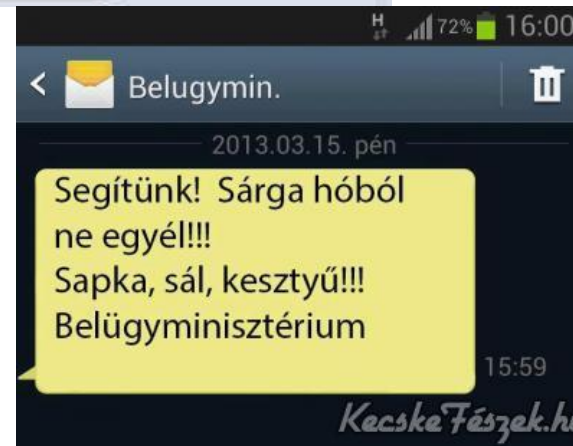 H 72% 16:00
< Belugymin.
2013.03.15. pén
Segítünk!  Sárga hóból
ne egyél!!!
Sapka, sál, kesztyű!!!
Belügyminisztérium
15:59
KecskeFészek.hu